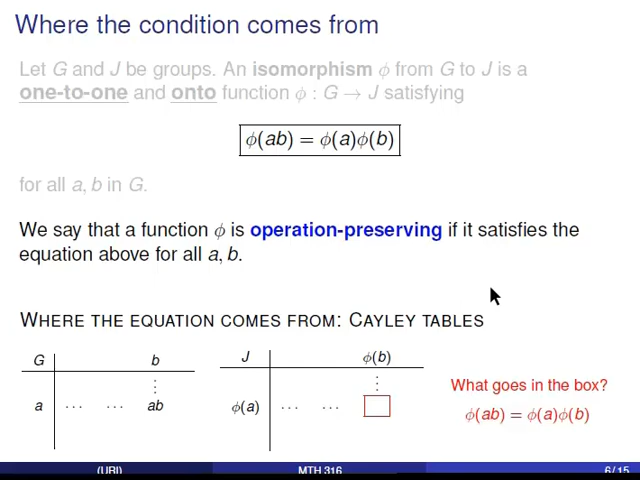 Where the condition comes from
Let G and J be groups. An isomorphism ϕ from G to J is a
one-to-one and onto function ϕ : G → J satisfying
ϕ(ab) = ϕ(a)ϕ(b)
for all a, b in G.
We say that a function ϕ is operation-preserving if it satisfies the
equation above for all a, b.
WHERE THE EQUATION COMES FROM: CAYLEY TABLES
G b
⋮
a ⋯ ⋯ ab
J ϕ(b)
⋮
ϕ(a) ⋯ ⋯
What goes in the box?
ϕ(ab) = ϕ(a)ϕ(b)
(URI) MTH 316 6 / 15